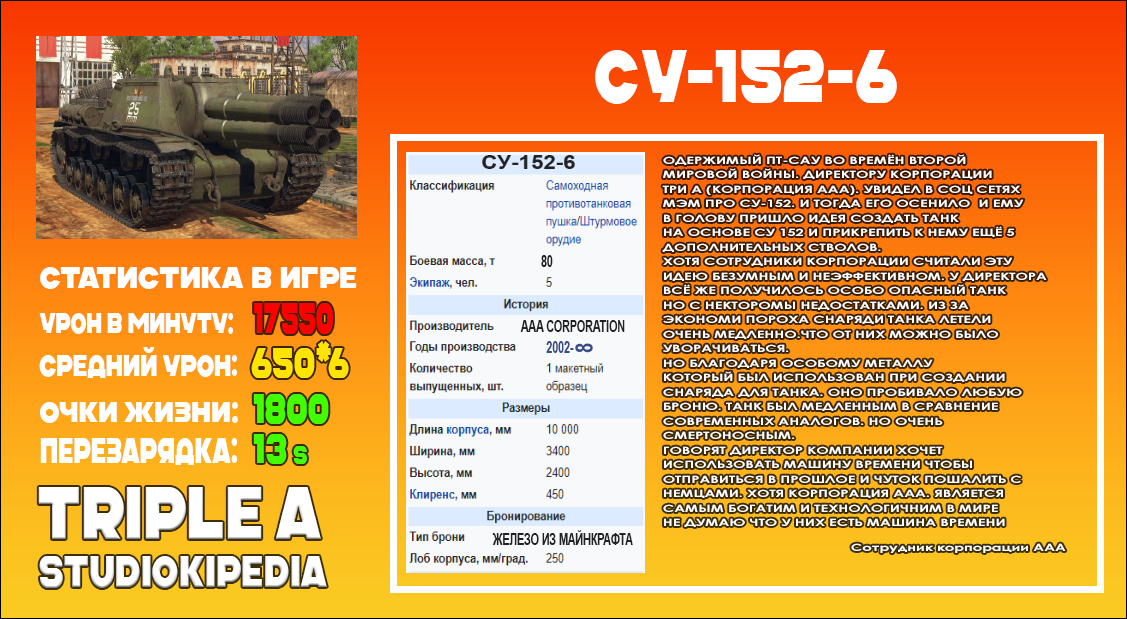 СУ-152-6
25
СТАТИСТИКА В ИГРЕ
УРОН В МИНУТУ: 17550
СРЕДНИЙ УРОН: 650*6
ОЧКИ ЖИЗНИ: 1800
ПЕРЕЗАРЯДКА: 13 s
TRIPLE A
STUDIOKIPEDIA
СУ-152-6
Классификация Самоходная
противотанковая
пушка/Штурмовое
орудие
Боевая масса, т 80
Экипаж, чел. 5
История
Производитель AAA CORPORATION
Годы производства 2002-∞
Количество 1 макетный
выпущенных, шт. образец
Размеры
Длина корпуса, мм 10 000
Ширина, мм 3400
Высота, мм 2400
Клиренс, мм 450
Бронирование
Тип брони ЖЕЛЕЗО ИЗ МАЙНКРАФТА
Лоб корпуса, мм/град. 250
ОДЕРЖИМЫЙ ПТ-САУ ВО ВРЕМЁН ВТОРОЙ
МИРОВОЙ ВОЙНЫ. ДИРЕКТОРУ КОРПОРАЦИИ
ТРИ А (КОРПОРАЦИЯ ААА). УВИДЕЛ В СОЦ СЕТЯХ
МЭМ ПРО СУ-152. И ТОГДА ЕГО ОСЕНИЛО И ЕМУ
В ГОЛОВУ ПРИШЛО ИДЕЯ СОЗДАТЬ ТАНК
НА ОСНОВЕ СУ 152 И ПРИКРЕПИТЬ К НЕМУ ЕЩЁ 5
ДОПОЛНИТЕЛЬНЫХ СТВОЛОВ.
ХОТЯ СОТРУДНИКИ КОРПОРАЦИИ СЧИТАЛИ ЭТУ
ИДЕЮ БЕЗУМНЫМ И НЕЭФФЕКТИВНОМ. У ДИРЕКТОРА
ВСЁ ЖЕ ПОЛУЧИЛОСЬ ОСОБО ОПАСНЫЙ ТАНК
НО С НЕКТОРОМЫ НЕДОСТАТКАМИ. ИЗ ЗА
ЭКОНОМИ ПОРОХА СНАРЯДИ ТАНКА ЛЕТЕЛИ
ОЧЕНЬ МЕДЛЕННО.ЧТО ОТ НИХ МОЖНО БЫЛО
УВОРАЧИВАТЬСЯ.
НО БЛАГОДАРЯ ОСОБОМУ МЕТАЛЛУ
КОТОРЫЙ БЫЛ ИСПОЛЬЗОВАН ПРИ СОЗДАНИИ
СНАРЯДА ДЛЯ ТАНКА. ОНО ПРОБИВАЛО ЛЮБУЮ
БРОНЮ. ТАНК БЫЛ МЕДЛЕННЫМ В СРАВНЕНИЕ
СОВРЕМЕННЫХ АНАЛОГОВ. НО ОЧЕНЬ
СМЕРТОНОСНЫМ.
ГОВОРЯТ ДИРЕКТОР КОМПАНИИ ХОЧЕТ
ИСПОЛЬЗОВАТЬ МАШИНУ ВРЕМЕНИ ЧТОБЫ
ОТПРАВИТЬСЯ В ПРОШЛОЕ И ЧУТОК ПОШАЛИТЬ С
НЕМЦАМИ. ХОТЯ КОРПОРАЦИЯ ААА. ЯВЛЯЕТСЯ
САМЫМ БОГАТИМ И ТЕХНОЛОГИЧНИМ В МИРЕ
НЕ ДУМАЮ ЧТО У НИХ ЕСТЬ МАШИНА ВРЕМЕНИ
Сотрудник корпорации ААА